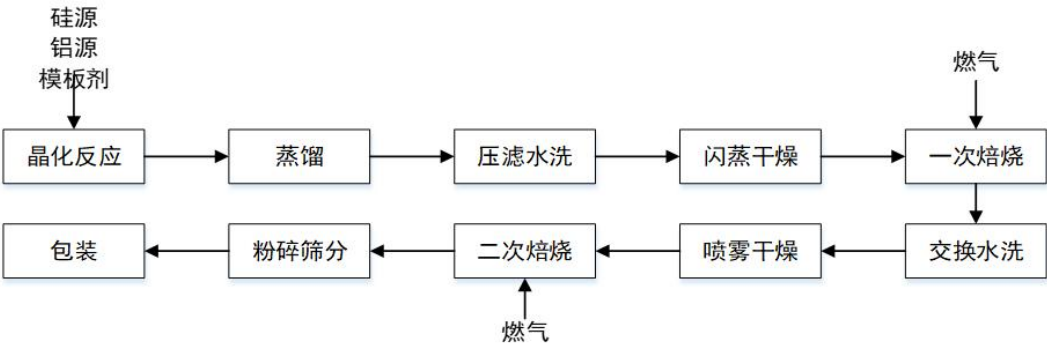 硅源
铝源
模板剂
燃气
晶化反应
蒸馏
压滤水洗
闪蒸干燥
一次焙烧
包装
粉碎筛分
二次焙烧
喷雾干燥
交换水洗
燃气